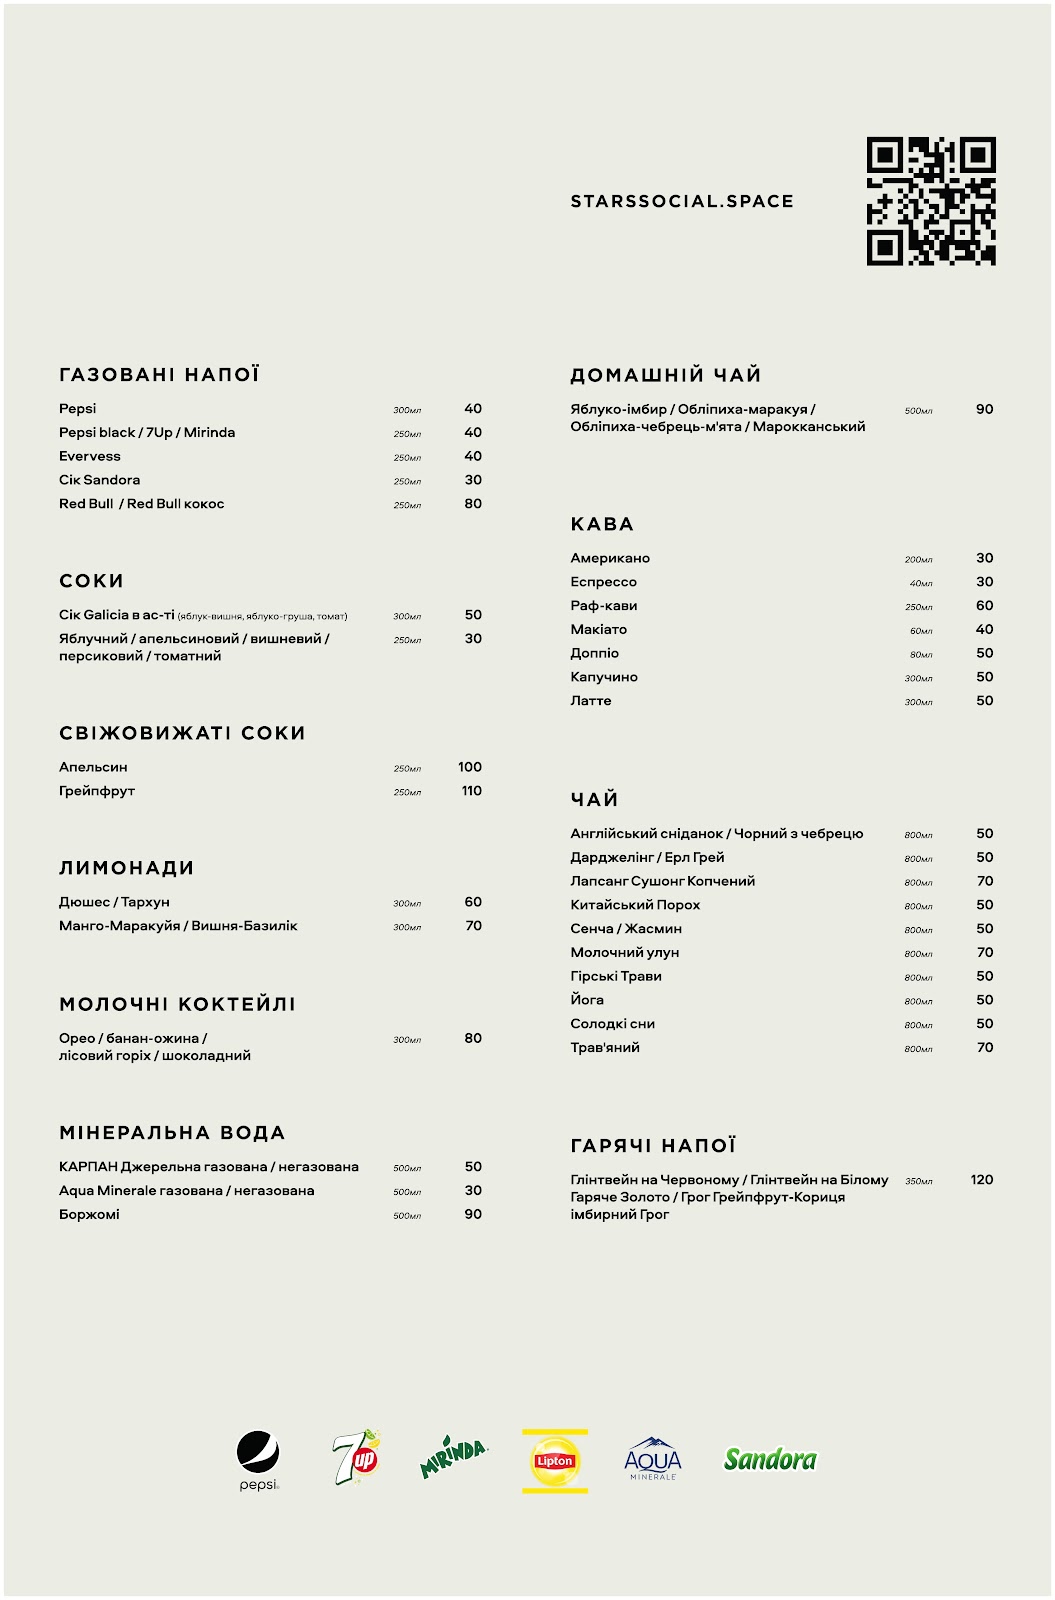 STARSSOCIAL.SPACE
ГАЗОВАНІ НАПОЇ
Pepsi 300мл 40
Pepsi black / 7Up / Mirinda 250мл 40
Evervess 250мл 40
Сік Sandora 250мл 30
Red Bull / Red Bull кокос 250мл 80
СОКИ
Сік Galicia в ас-ті (яблук-вишня, яблуко-груша, томат) 300мл 50
Яблучний / апельсиновий / вишневий / 250мл 30
персиковий / томатний
СВІЖОВИЖАТІ СОКИ
Апельсин 250мл 100
Грейпфрут 250мл 110
ЛИМОНАДИ
Дюшес / Тархун 300мл 60
Манго-Маракуйя / Вишня-Базилік 300мл 70
МОЛОЧНІ КОКТЕЙЛІ
Орео / банан-ожина / 300мл 80
лісовий горіх / шоколадний
МІНЕРАЛЬНА ВОДА
КАРПАН Джерельна газована / негазована 500мл 50
Aqua Minerale газована / негазована 500мл 30
Боржомі 500мл 90
ДОМАШНІЙ ЧАЙ
Яблуко-імбир / Обліпиха-маракуя / 500мл 90
Обліпиха-чебрець-м'ята / Марокканський
КАВА
Американо 200мл 30
Еспрессо 40мл 30
Раф-кави 250мл 60
Макіато 60мл 40
Доппіо 80мл 50
Капучино 300мл 50
Латте 300мл 50
ЧАЙ
Англійський сніданок / Чорний з чебрецю 800мл 50
Дарджелінг / Ерл Грей 800мл 50
Лапсанг Сушонг Копчений 800мл 70
Китайський Порох 800мл 50
Сенча / Жасмин 800мл 50
Молочний улун 800мл 70
Гірські Трави 800мл 50
Йога 800мл 50
Солодкі сни 800мл 50
Трав'яний 800мл 70
ГАРЯЧІ НАПОЇ
Глінтвейн на Червоному / Глінтвейн на Білому 350мл 120
Гаряче Золото / Грог Грейпфрут-Кориця
імбирний Грог
pepsi
7up
MIRINDA
Lipton
AQUA
MINERALE
Sandora